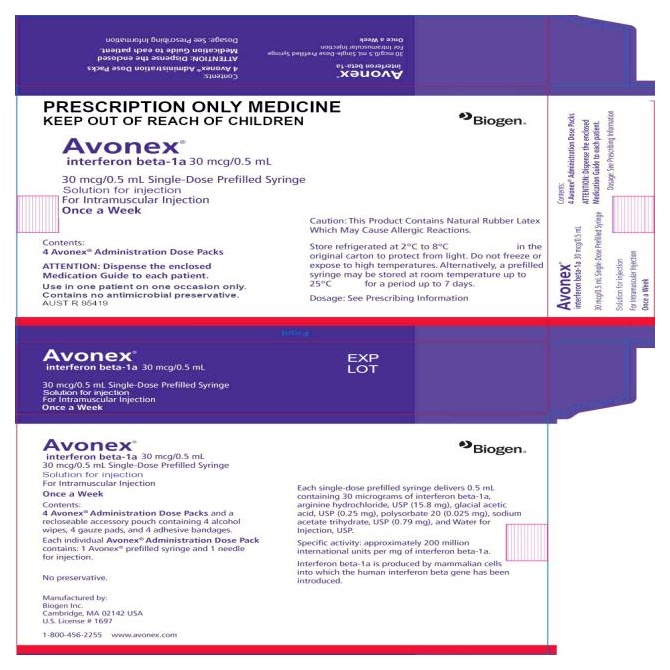 Contents:
4 Avonex® Administration Dose Packs
ATTENTION: Dispense the enclosed
Medication Guide to each patient.
Dosage: See Prescribing Information
Avonex®
interferon beta-1a
30 mcg/0.5 mL Single-Dose Prefilled Syringe
For Intramuscular Injection
Once a Week
PRESCRIPTION ONLY MEDICINE
KEEP OUT OF REACH OF CHILDREN
Biogen
Avonex®
interferon beta-1a 30 mcg/0.5 mL
30 mcg/0.5 mL Single-Dose Prefilled Syringe
Solution for injection
For Intramuscular Injection
Once a Week
Contents:
4 Avonex® Administration Dose Packs
ATTENTION: Dispense the enclosed
Medication Guide to each patient.
Use in one patient on one occasion only.
Contains no antimicrobial preservative.
AUST R 95419
Caution: This Product Contains Natural Rubber Latex
Which May Cause Allergic Reactions.
Store refrigerated at 2°C to 8°C in the
original carton to protect from light. Do not freeze or
expose to high temperatures. Alternatively, a prefilled
syringe may be stored at room temperature up to
25°C for a period up to 7 days.
Dosage: See Prescribing Information
Contents:
4 Avonex® Administration Dose Packs
ATTENTION: Dispense the enclosed
Medication Guide to each patient.
Dosage: See Prescribing Information
Avonex®
interferon beta-1a 30 mcg/0.5 mL
30 mcg/0.5 mL Single-Dose Prefilled Syringe
Solution for injection
For Intramuscular Injection
Once a Week
Front
Avonex®
interferon beta-1a 30 mcg/0.5 mL
30 mcg/0.5 mL Single-Dose Prefilled Syringe
Solution for injection
For Intramuscular Injection
Once a Week
EXP
LOT
Avonex®
interferon beta-1a 30 mcg/0.5 mL
30 mcg/0.5 mL Single-Dose Prefilled Syringe
Solution for injection
For Intramuscular Injection
Once a Week
Contents:
4 Avonex® Administration Dose Packs and a
recloseable accessory pouch containing 4 alcohol
wipes, 4 gauze pads, and 4 adhesive bandages.
Each individual Avonex® Administration Dose Pack
contains: 1 Avonex® prefilled syringe and 1 needle
for injection.
No preservative.
Manufactured by:
Biogen Inc.
Cambridge, MA 02142 USA
U.S. License # 1697
1-800-456-2255 www.avonex.com
Biogen
Each single-dose prefilled syringe delivers 0.5 mL
containing 30 micrograms of interferon beta-1a,
arginine hydrochloride, USP (15.8 mg), glacial acetic
acid, USP (0.25 mg), polysorbate 20 (0.025 mg), sodium
acetate trihydrate, USP (0.79 mg), and Water for
Injection, USP.
Specific activity: approximately 200 million
international units per mg of interferon beta-1a.
Interferon beta-1a is produced by mammalian cells
into which the human interferon beta gene has been
introduced.